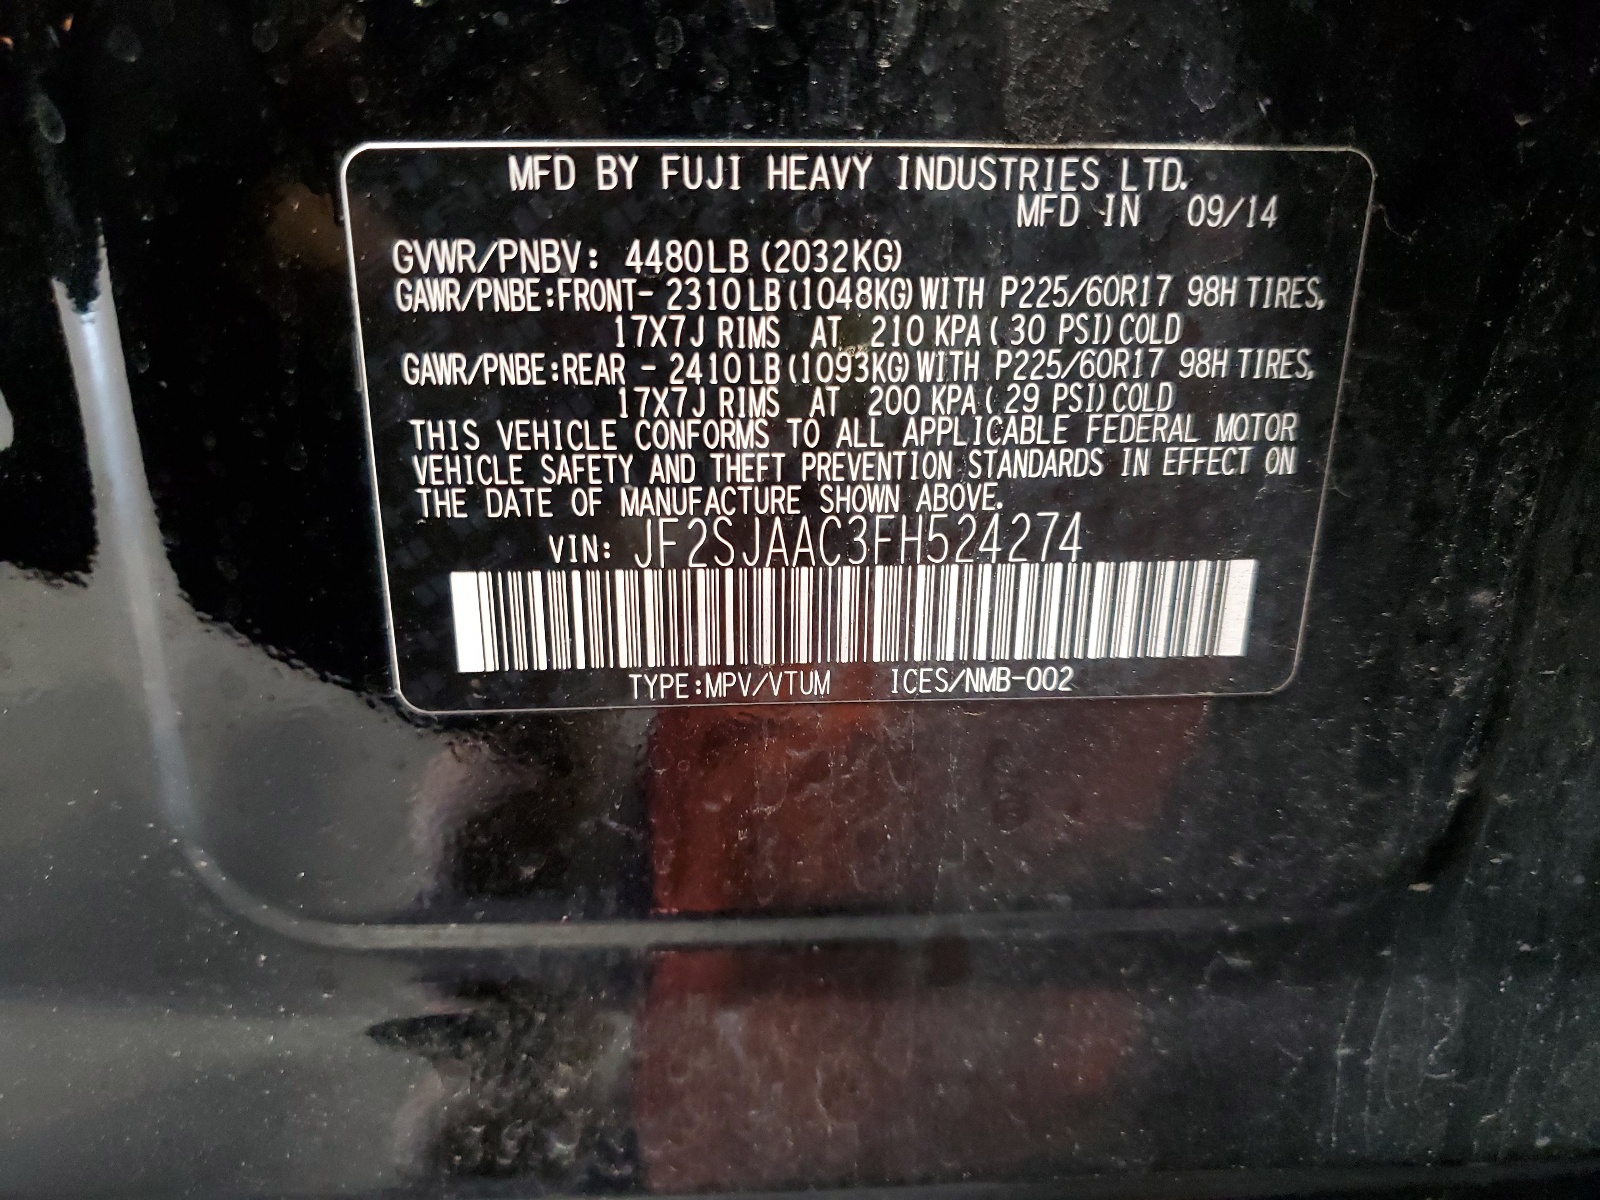 MFD BY FUJI HEAVY INDUSTRIES LTD.
MFD IN 09/14
GVWR/PNBV: 4480LB (2032KG)
GAWR/PNBE:FRONT- 2310LB(1048KG)WITH P225/60R17 98H TIRES,
17X7J RIMS AT 210 KPA( 30 PSI)COLD
GAWR/PNBE:REAR - 2410LB(1093KG)WITH P225/60R17 98H TIRES,
17X7J RIMS AT 200 KPA( 29 PSI)COLD
THIS VEHICLE CONFORMS TO ALL APPLICABLE FEDERAL MOTOR
VEHICLE SAFETY AND THEFT PREVENTION STANDARDS IN EFFECT ON
THE DATE OF MANUFACTURE SHOWN ABOVE.
VIN: JF2SJAAC3FH524274
TYPE:MPV/VTUM ICES/NMB-002